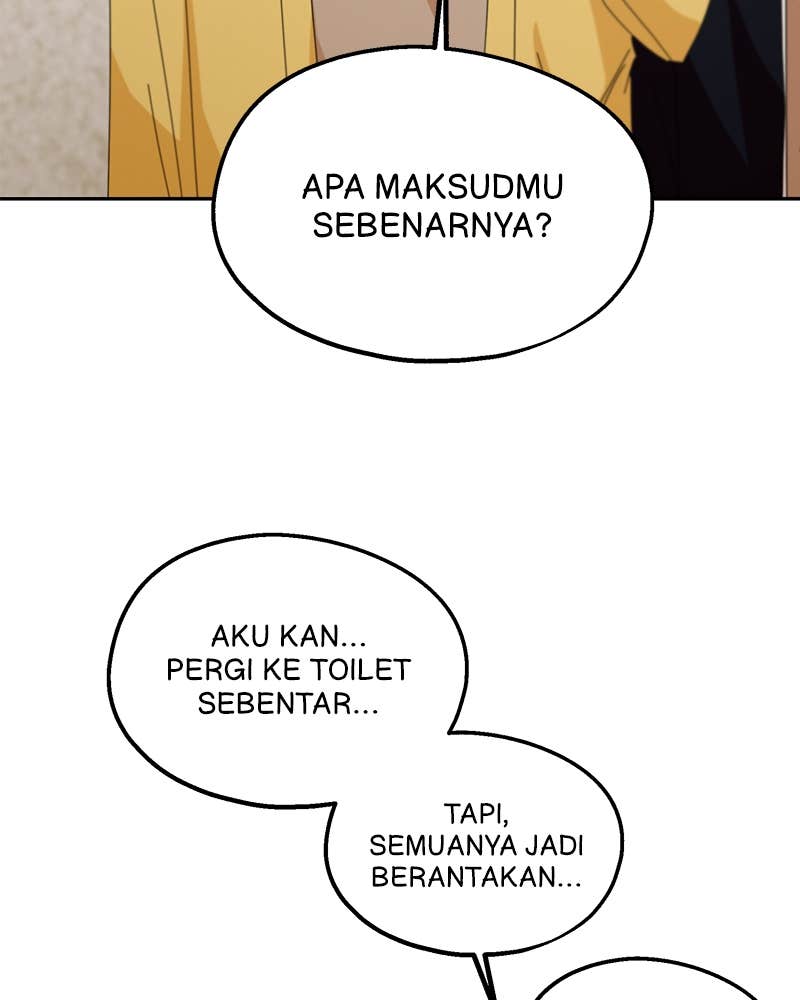 APA MAKSUDMU
SEBENARNYA?
AKU KAN...
PERGI KE TOILET
SEBENTAR...
TAPI,
SEMUANYA JADI
BERANTAKAN...